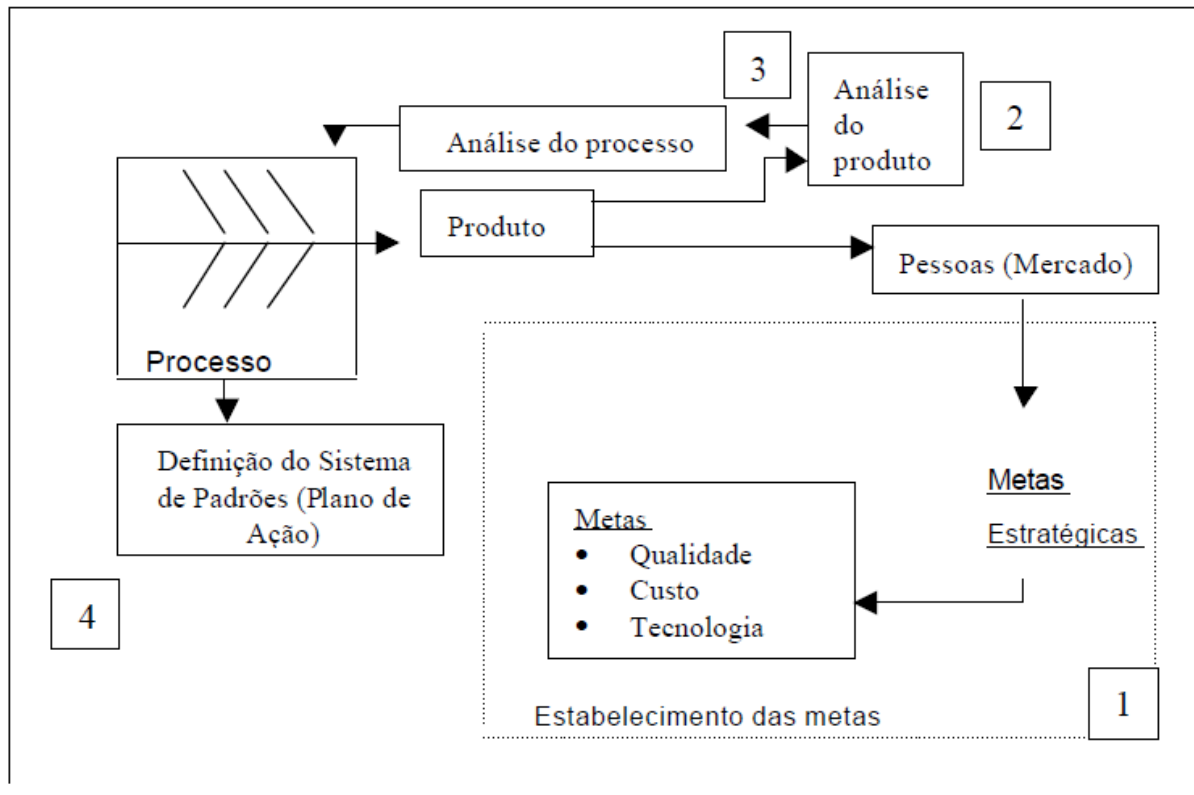 3
Análise
do
produto
2
Análise do processo
Produto
Pessoas (Mercado)
Processo
Definição do Sistema
de Padrões (Plano de
Ação)
4
Metas
Estratégicas
Metas
• Qualidade
• Custo
• Tecnologia
Estabelecimento das metas
1